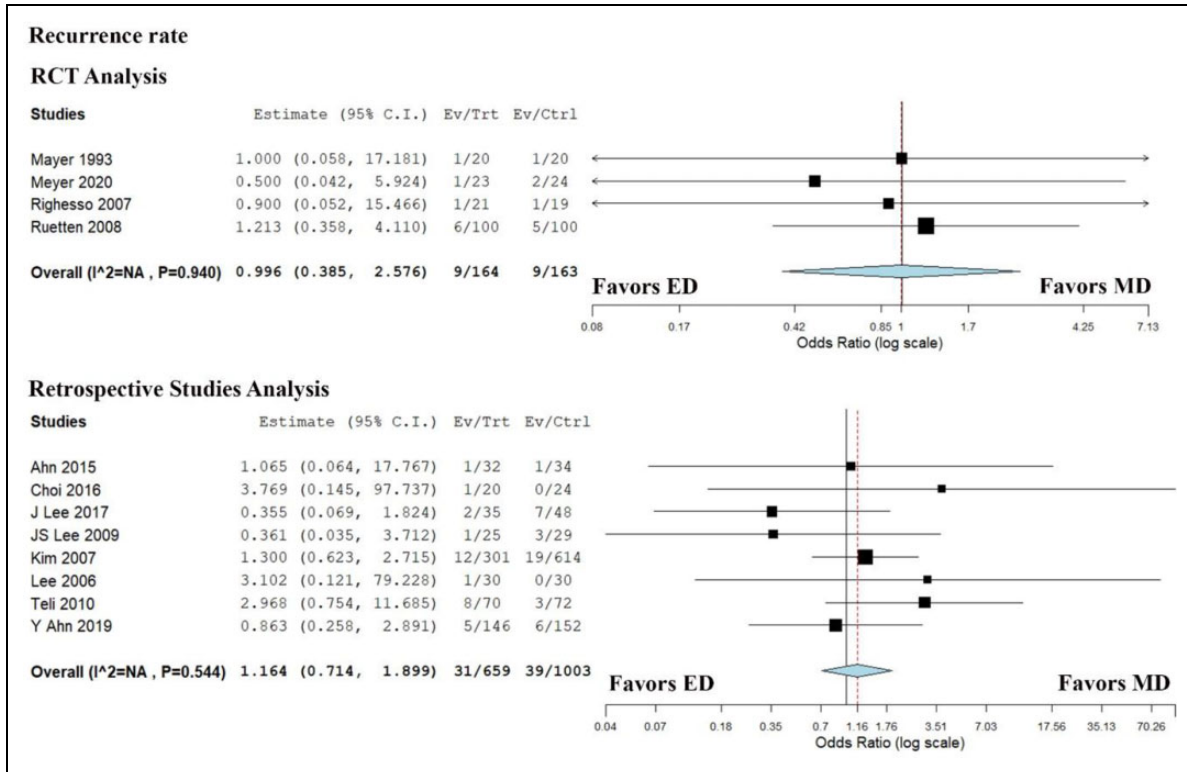 Recurrence rate
RCT Analysis
Studies Estimate (95% C.I.) Ev/Trt Ev/Ctrl
Mayer 1993 1.000 (0.058, 17.181) 1/20 1/20
Meyer 2020 0.500 (0.042, 5.924) 1/23 2/24
Righesso 2007 0.900 (0.052, 15.466) 1/21 1/19
Ruetten 2008 1.213 (0.358, 4.110) 6/100 5/100
Overall (I^2=NA , P=0.940) 0.996 (0.385, 2.576) 9/164 9/163
Favors ED Favors MD
0.08 0.17 0.42 0.85 1 1.7 4.25 7.13
Odds Ratio (log scale)
Retrospective Studies Analysis
Studies Estimate (95% C.I.) Ev/Trt Ev/Ctrl
Ahn 2015 1.065 (0.064, 17.767) 1/32 1/34
Choi 2016 3.769 (0.145, 97.737) 1/20 0/24
J Lee 2017 0.355 (0.069, 1.824) 2/35 7/48
JS Lee 2009 0.361 (0.035, 3.712) 1/25 3/29
Kim 2007 1.300 (0.623, 2.715) 12/301 19/614
Lee 2006 3.102 (0.121, 79.228) 1/30 0/30
Teli 2010 2.968 (0.754, 11.685) 8/70 3/72
Y Ahn 2019 0.863 (0.258, 2.891) 5/146 6/152
Overall (I^2=NA , P=0.544) 1.164 (0.714, 1.899) 31/659 39/1003
Favors ED Favors MD
0.04 0.07 0.18 0.35 0.7 1.16 1.76 3.51 7.03 17.56 35.13 70.26
Odds Ratio (log scale)